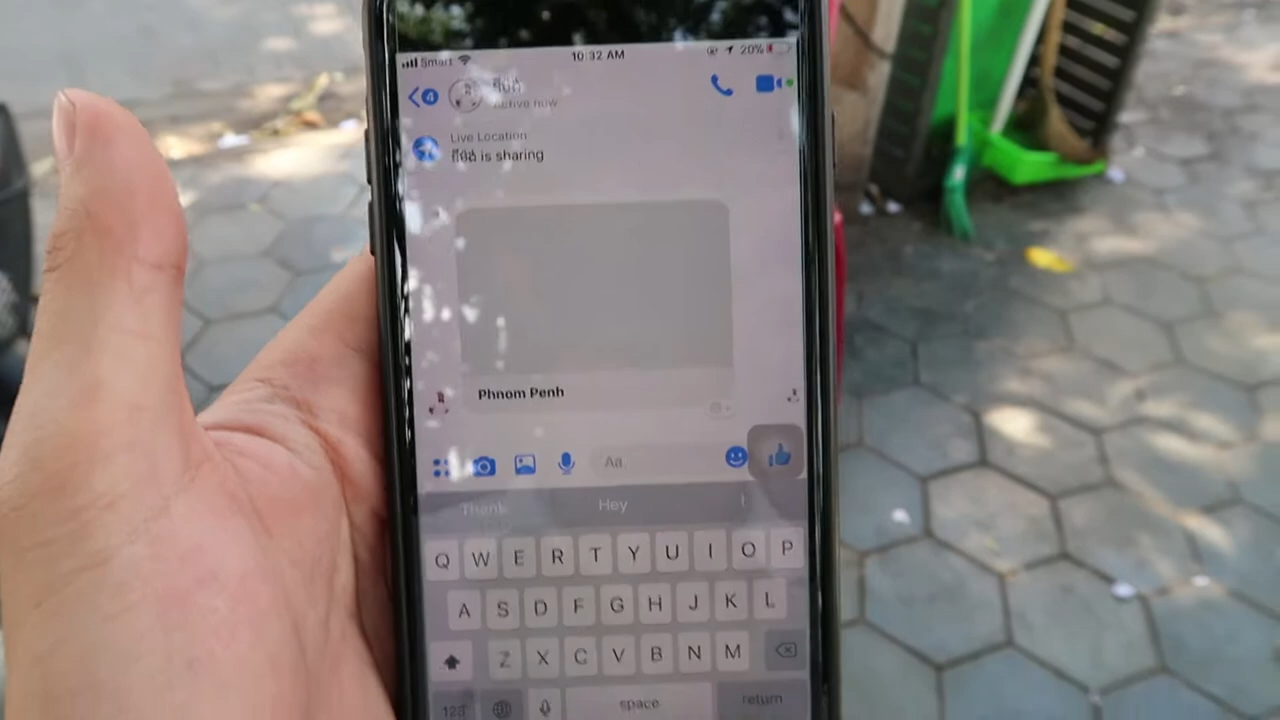 Smart 10:32 AM 20%
4
Active now
Live Location
is sharing
Phnom Penh
Aa
Thank Hey I
Q W E R T Y U I O P
A S D F G H J K L
Z X C V B N M
123 space return